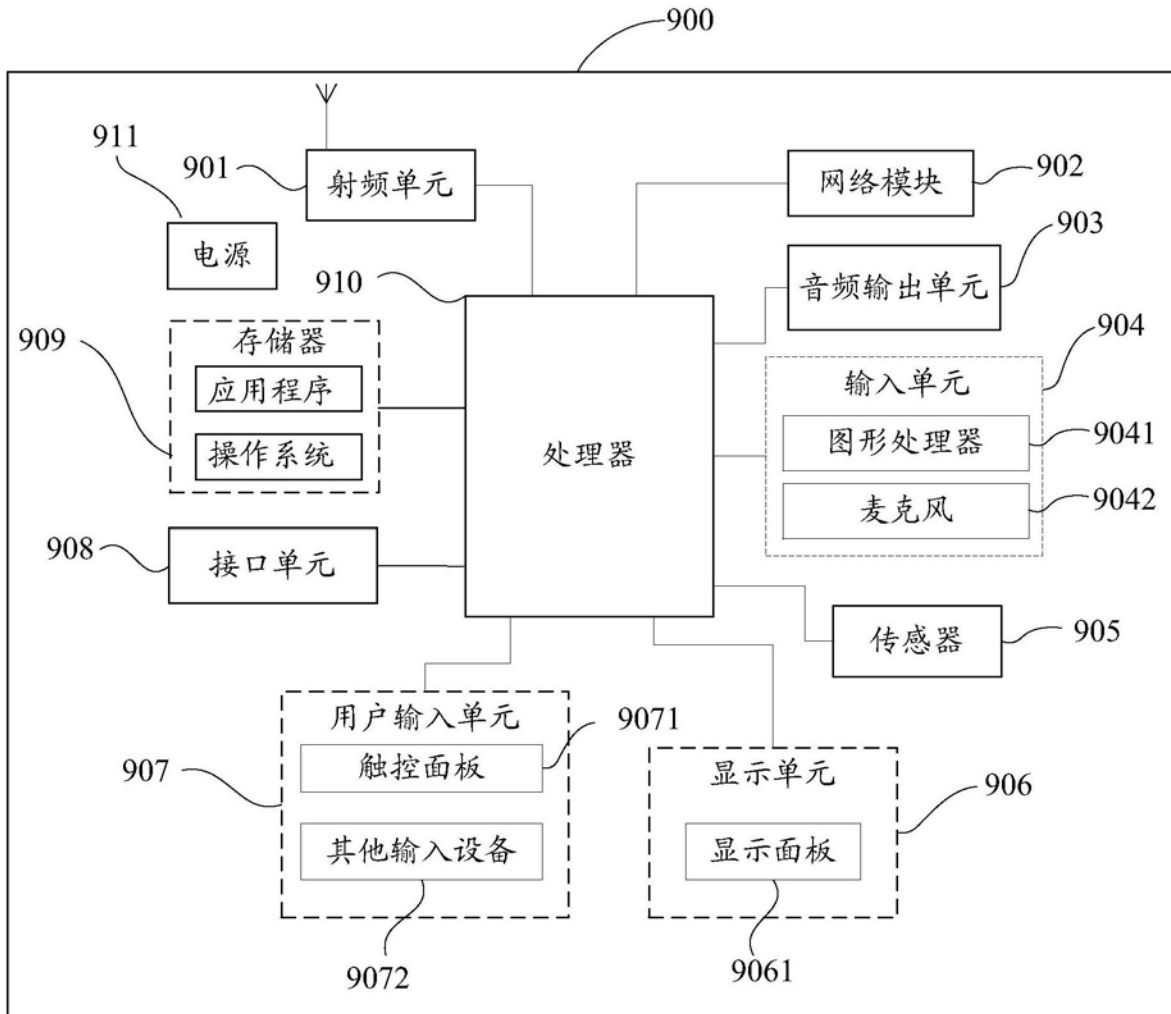 900
911
901
射频单元
网络模块
902
903
电源
910
音频输出单元
909
存储器
904
应用程序
输入单元
操作系统
处理器
图形处理器
9041
麦克风
9042
908
接口单元
传感器
905
用户输入单元
9071
907
触控面板
显示单元
906
其他输入设备
显示面板
9072
9061